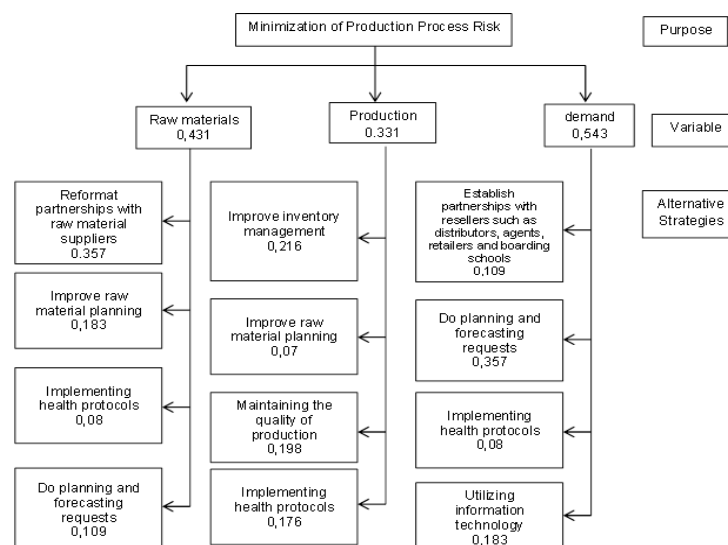 Minimization of Production Process Risk
Purpose
Raw materials
0,431
Production
0.331
demand
0,543
Variable
Reformat
partnerships with
raw material
suppliers
0.357
Improve raw
material planning
0,183
Implementing
health protocols
0,08
Do planning and
forecasting
requests
0,109
Improve inventory
management
0,216
Improve raw
material planning
0,07
Maintaining the
quality of
production
0,198
Implementing
health protocols
0,176
Establish
partnerships with
resellers such as
distributors, agents,
retailers and boarding
schools
0,109
Do planning and
forecasting
requests
0,357
Implementing
health protocols
0,08
Utilizing
information
technology
0,183
Alternative
Strategies